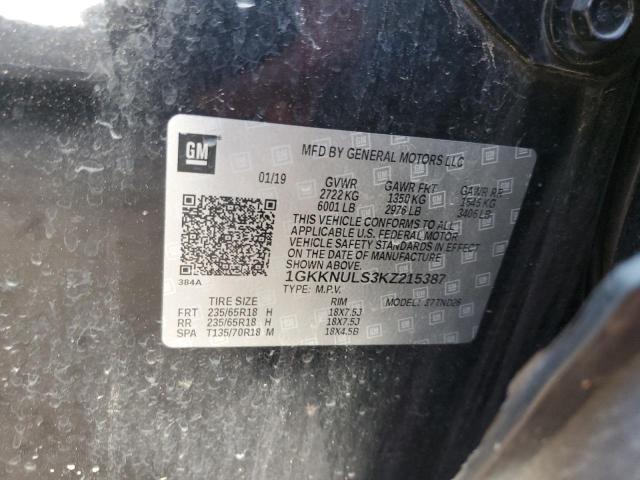 GM
MFD BY GENERAL MOTORS LLC
01/19 GVWR GAWR FRT GAWR RR
2722 KG 1350 KG 1545 KG
6001 LB 2976 LB 3406 LB
THIS VEHICLE CONFORMS TO ALL
APPLICABLE U.S. FEDERAL MOTOR
VEHICLE SAFETY STANDARDS IN EFFECT
ON THE DATE OF MANUFACTURE
SHOWN ABOVE.
384A
1GKKNULS3KZ215387
TYPE: M.P.V. MODEL: TND26
TIRE SIZE RIM
FRT 235/65R18 H 18X7.5J
RR 235/65R18 H 18X7.5J
SPA T135/70R18 M 18X4.5B